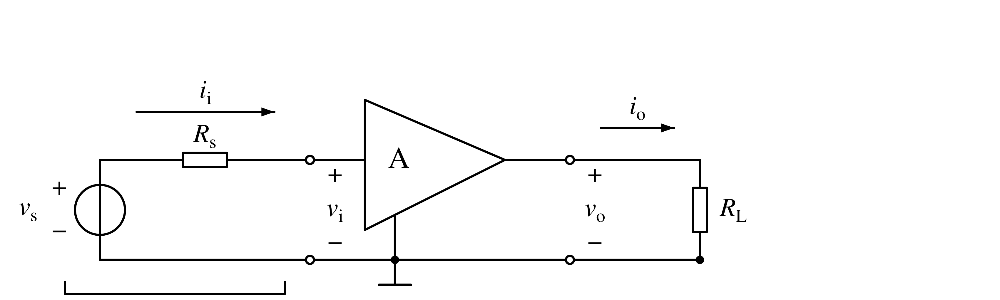 i_i
i_o
R_s
A
+
+
+
v_s
v_i
v_o
R_L
−
−
−